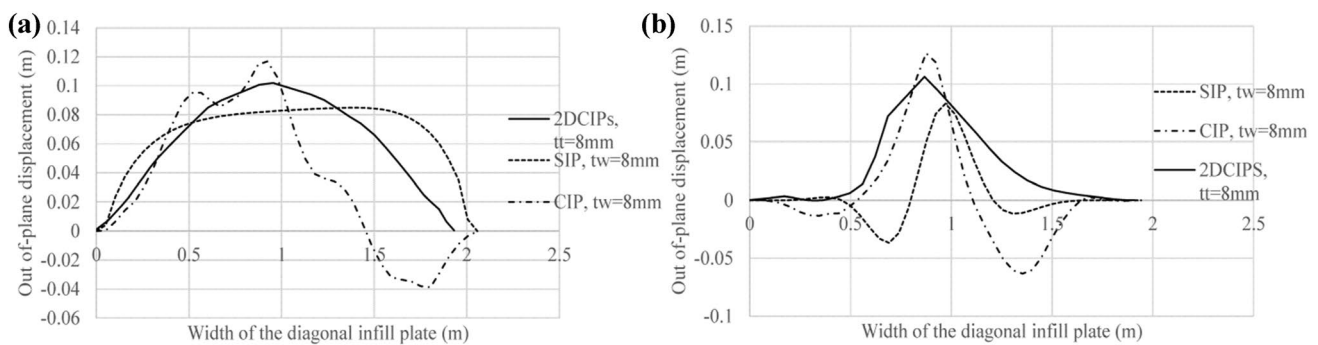 (a)
0.14
0.12
0.1
0.08
0.06
0.04
0.02
0
-0.02
-0.04
-0.06
0 0.5 1 1.5 2 2.5
Out of-plane displacement (m)
Width of the diagonal infill plate (m)
2DCIPs,
tt=8mm
SIP, tw=8mm
CIP, tw=8mm
(b)
0.15
0.1
0.05
0
-0.05
-0.1
0 0.5 1 1.5 2 2.5
Out of-plane displacement (m)
Width of the diagonal infill plate (m)
SIP, tw=8mm
CIP, tw=8mm
2DCIPS,
tt=8mm